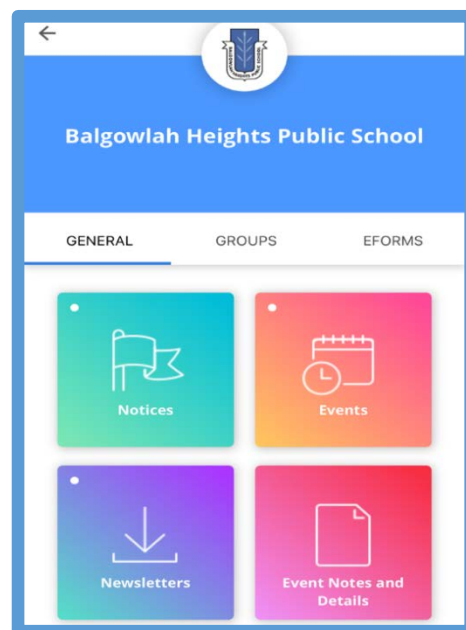 Balgowlah Heights Public School
GENERAL
GROUPS
EFORMS
Notices
Events
Newsletters
Event Notes and
Details